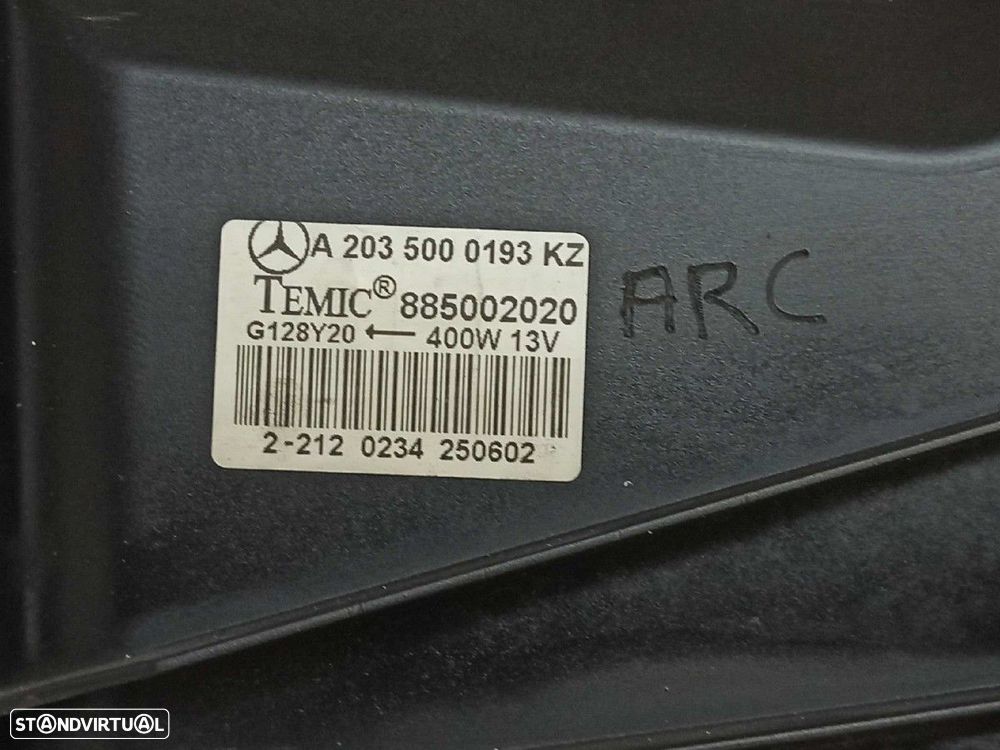 A 203 500 0193 KZ
TEMIC® 885002020
G128Y20 ← 400W 13V
2-212 0234 250602
ARC
STANDVIRTUAL